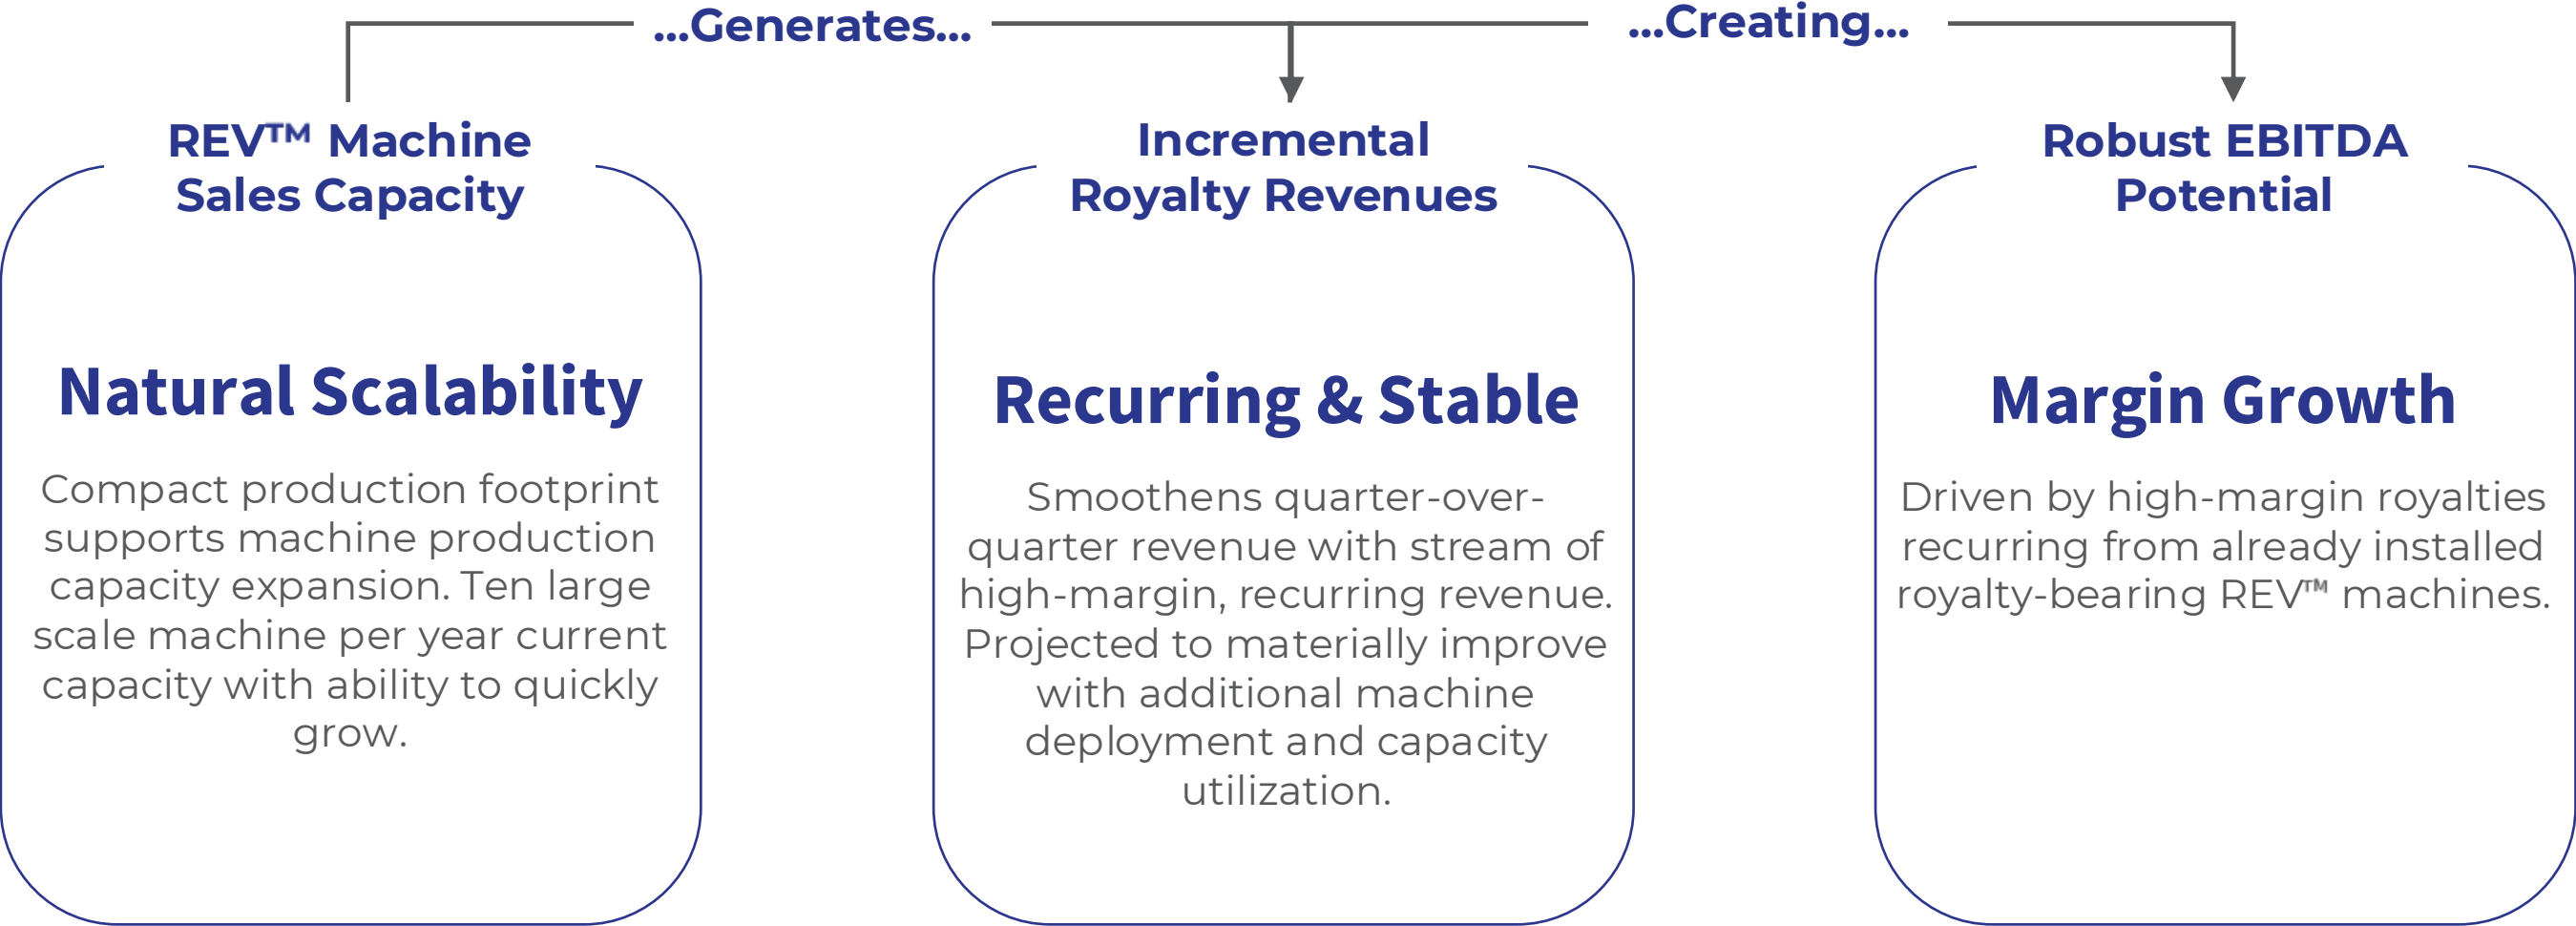 ...Generates...
...Creating...
REV™ Machine
Sales Capacity
Natural Scalability
Compact production footprint
supports machine production
capacity expansion. Ten large
scale machine per year current
capacity with ability to quickly
grow.
Incremental
Royalty Revenues
Recurring & Stable
Smoothens quarter-over-
quarter revenue with stream of
high-margin, recurring revenue.
Projected to materially improve
with additional machine
deployment and capacity
utilization.
Robust EBITDA
Potential
Margin Growth
Driven by high-margin royalties
recurring from already installed
royalty-bearing REV™ machines.